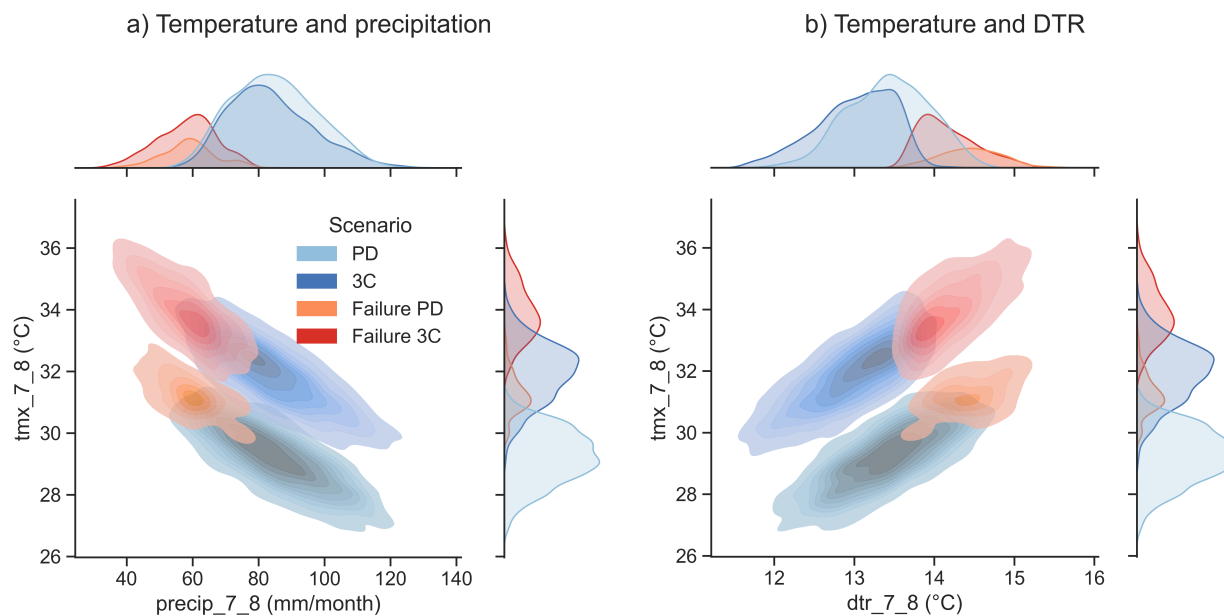 a) Temperature and precipitation
b) Temperature and DTR
Scenario
PD
3C
Failure PD
Failure 3C
36
34
32
30
28
26
tmx_7_8 (°C)
40 60 80 100 120 140
precip_7_8 (mm/month)
36
34
32
30
28
26
tmx_7_8 (°C)
12 13 14 15 16
dtr_7_8 (°C)